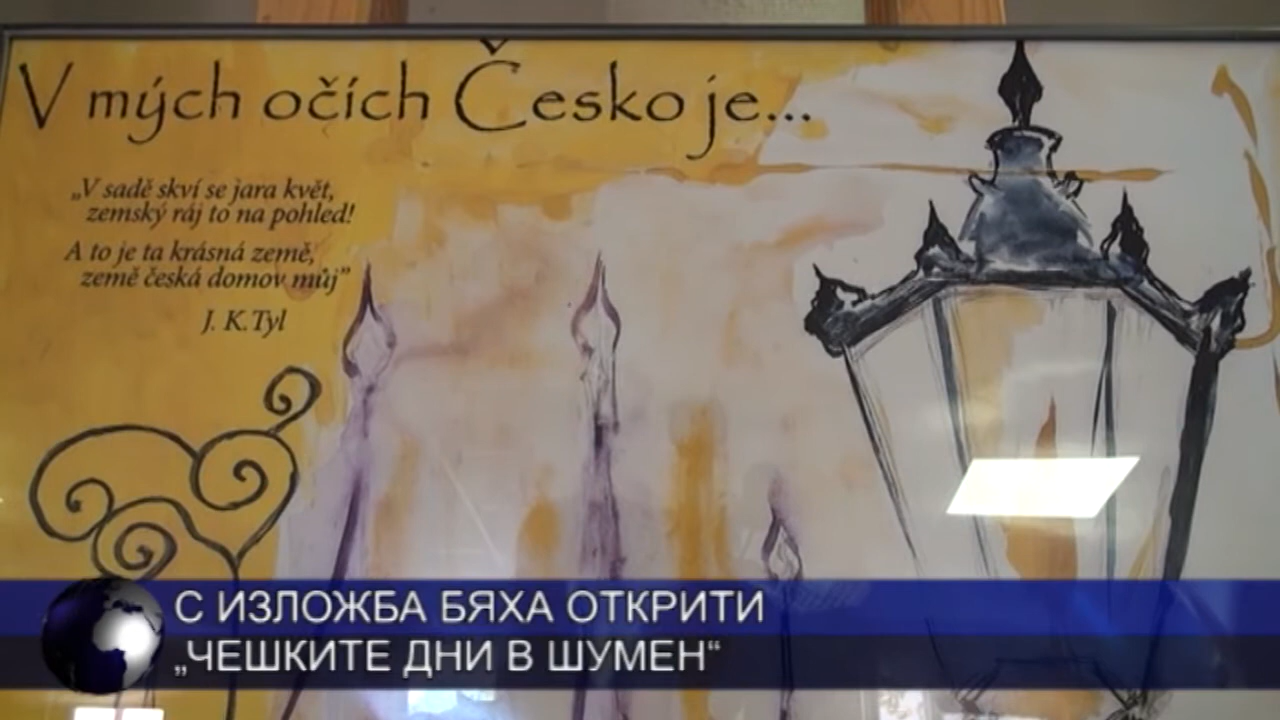 V mých očích Česko je...
„V sadě skví se jara květ,
zemský ráj to na pohled!
A to je ta krásná země,
země česká domov můj”
J. K. Tyl
С ИЗЛОЖБА БЯХА ОТКРИТИ
„ЧЕШКИТЕ ДНИ В ШУМЕН“